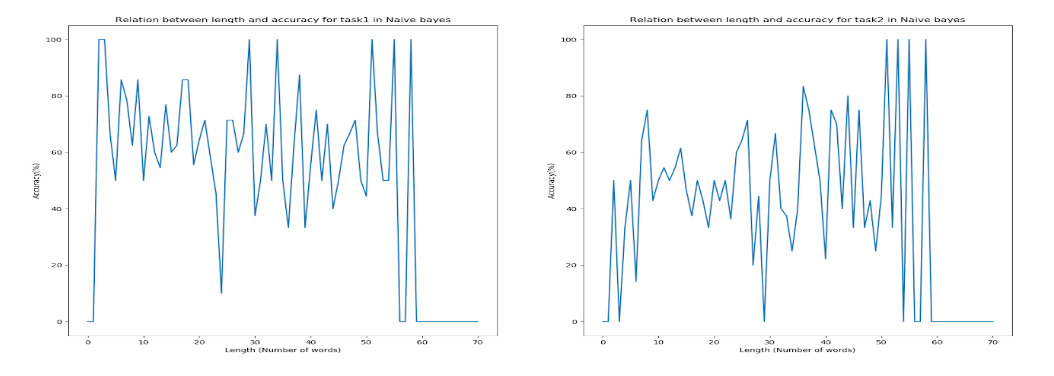 Relation between length and accuracy for task1 in Naive bayes
100
80
60
40
20
0
Accuracy(%)
0 10 20 30 40 50 60 70
Length (Number of words)
Relation between length and accuracy for task2 in Naive bayes
100
80
60
40
20
0
Accuracy(%)
0 10 20 30 40 50 60 70
Length (Number of words)